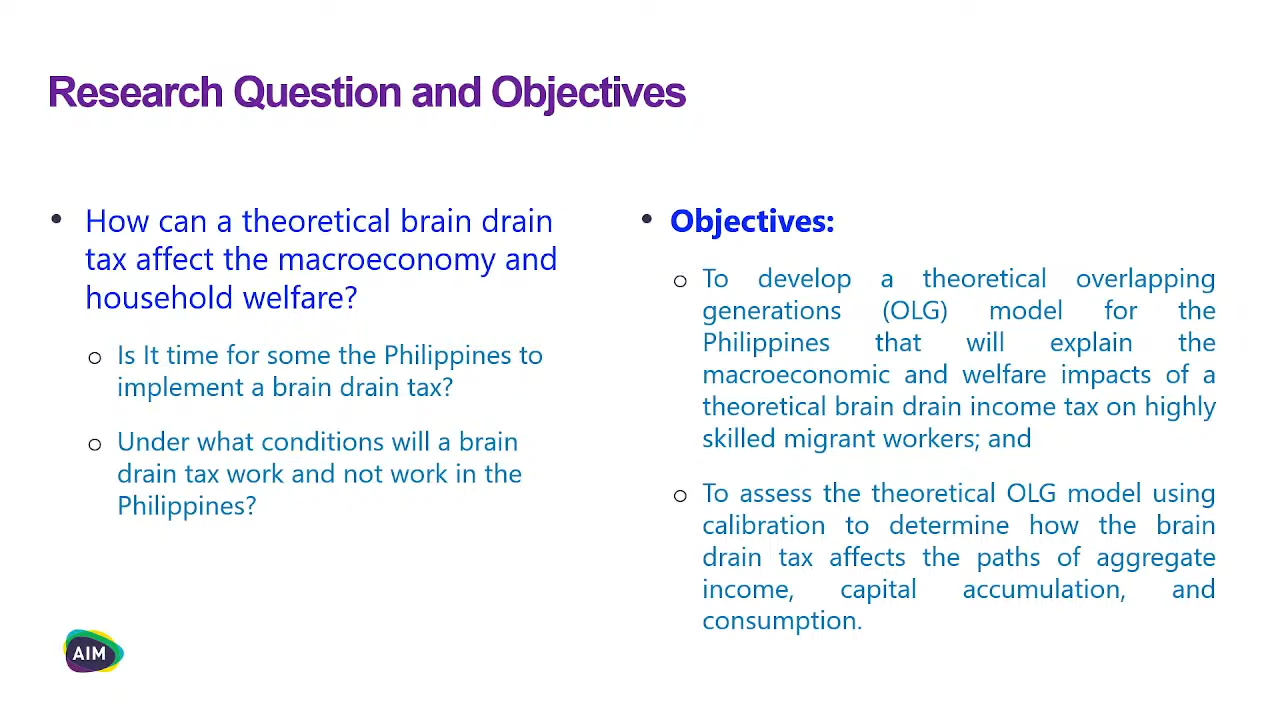 Research Question and Objectives
• How can a theoretical brain drain
tax affect the macroeconomy and
household welfare?
o Is It time for some the Philippines to
implement a brain drain tax?
o Under what conditions will a brain
drain tax work and not work in the
Philippines?
• Objectives:
o To develop a theoretical overlapping
generations (OLG) model for the
Philippines that will explain the
macroeconomic and welfare impacts of a
theoretical brain drain income tax on highly
skilled migrant workers; and
o To assess the theoretical OLG model using
calibration to determine how the brain
drain tax affects the paths of aggregate
income, capital accumulation, and
consumption.
AIM